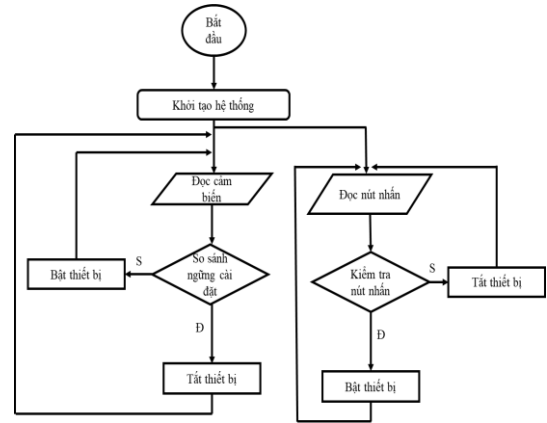 Bắt
đầu
Khởi tạo hệ thống
Đọc cảm
biến
Đọc nút nhấn
So sánh
ngưỡng cài
đặt
S
Bật thiết bị
Kiểm tra
nút nhấn
S
Tắt thiết bị
Đ
Đ
Tắt thiết bị
Bật thiết bị